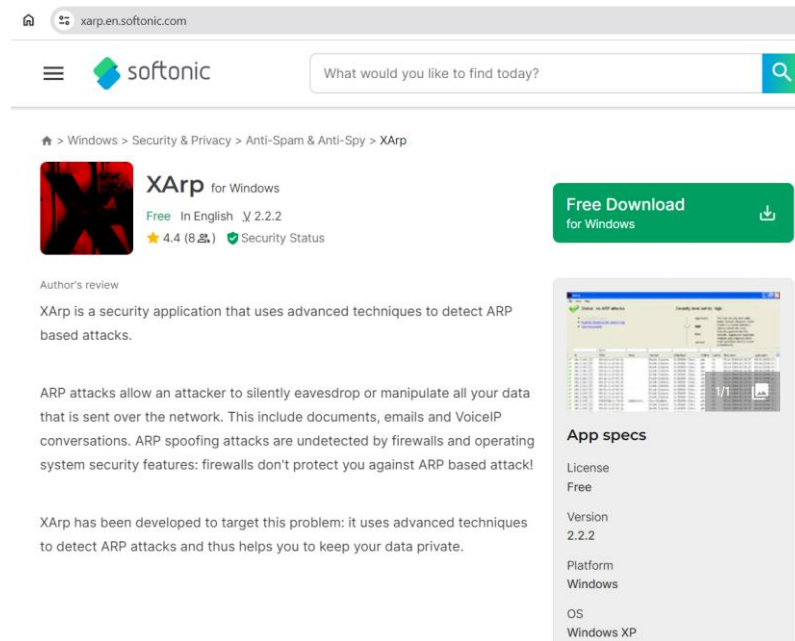 xarp.en.softonic.com
softonic
What would you like to find today?
> Windows > Security & Privacy > Anti-Spam & Anti-Spy > XArp
XArp for Windows
Free In English V 2.2.2
4.4 (8) Security Status
Free Download
for Windows
Author's review
XArp is a security application that uses advanced techniques to detect ARP
based attacks.
ARP attacks allow an attacker to silently eavesdrop or manipulate all your data
that is sent over the network. This include documents, emails and VoiceIP
conversations. ARP spoofing attacks are undetected by firewalls and operating
system security features: firewalls don't protect you against ARP based attack!
XArp has been developed to target this problem: it uses advanced techniques
to detect ARP attacks and thus helps you to keep your data private.
1/1
App specs
License
Free
Version
2.2.2
Platform
Windows
OS
Windows XP